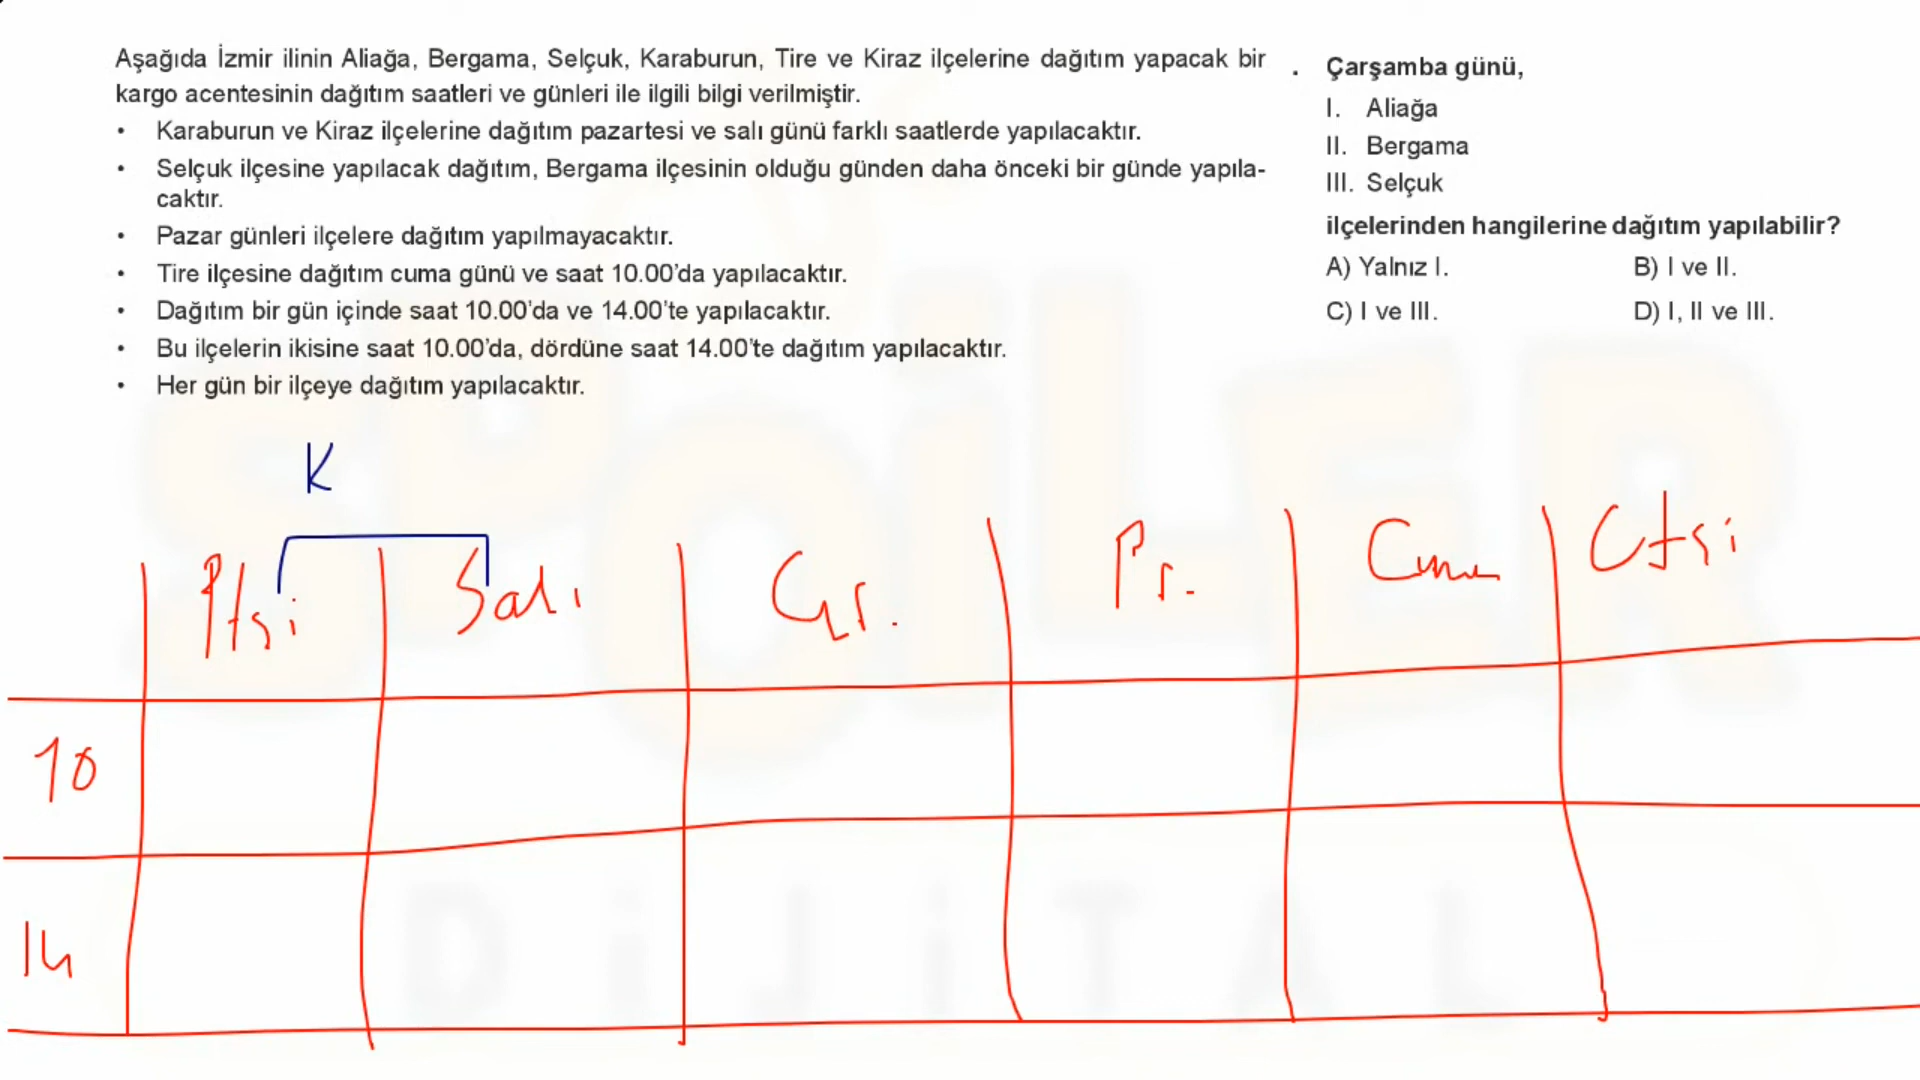 Aşağıda İzmir ilinin Aliağa, Bergama, Selçuk, Karaburun, Tire ve Kiraz ilçelerine dağıtım yapacak bir
kargo acentesinin dağıtım saatleri ve günleri ile ilgili bilgi verilmiştir.
• Karaburun ve Kiraz ilçelerine dağıtım pazartesi ve salı günü farklı saatlerde yapılacaktır.
• Selçuk ilçesine yapılacak dağıtım, Bergama ilçesinin olduğu günden daha önceki bir günde yapıla-
caktır.
• Pazar günleri ilçelere dağıtım yapılmayacaktır.
• Tire ilçesine dağıtım cuma günü ve saat 10.00'da yapılacaktır.
• Dağıtım bir gün içinde saat 10.00'da ve 14.00'te yapılacaktır.
• Bu ilçelerin ikisine saat 10.00'da, dördüne saat 14.00'te dağıtım yapılacaktır.
• Her gün bir ilçeye dağıtım yapılacaktır.
. Çarşamba günü,
I. Aliağa
II. Bergama
III. Selçuk
ilçelerinden hangilerine dağıtım yapılabilir?
A) Yalnız I. B) I ve II.
C) I ve III. D) I, II ve III.
K
Ptsi Salı Çrş. Pr. Cuma Ctsi
10
14
SPOİLER
DİJİTAL